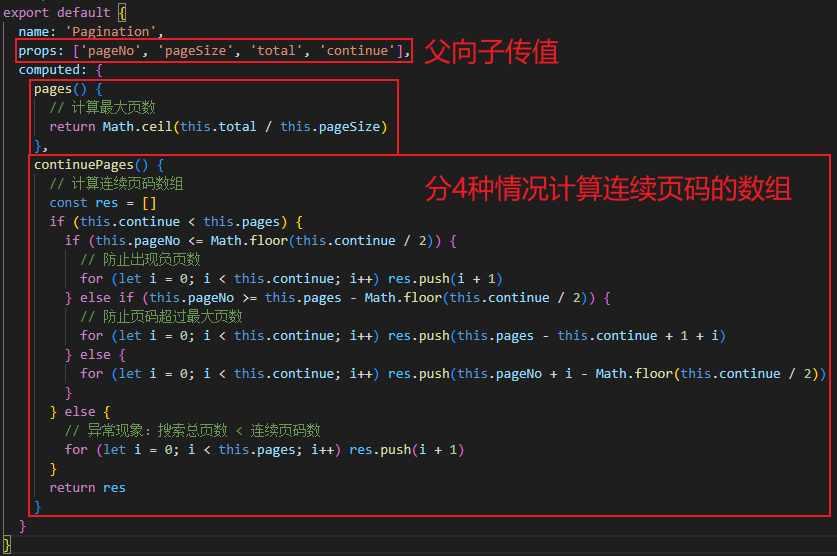 export default {
name: 'Pagination',
props: ['pageNo', 'pageSize', 'total', 'continue'], 父向子传值
computed: {
pages() {
// 计算最大页数
return Math.ceil(this.total / this.pageSize)
},
continuePages() {
分4种情况计算连续页码的数组
// 计算连续页码数组
const res = []
if (this.continue < this.pages) {
if (this.pageNo <= Math.floor(this.continue / 2)) {
// 防止出现负页数
for (let i = 0; i < this.continue; i++) res.push(i + 1)
} else if (this.pageNo >= this.pages - Math.floor(this.continue / 2)) {
// 防止页码超过最大页数
for (let i = 0; i < this.continue; i++) res.push(this.pages - this.continue + 1 + i)
} else {
for (let i = 0; i < this.continue; i++) res.push(this.pageNo + i - Math.floor(this.continue / 2))
}
} else {
// 异常现象：搜索总页数 < 连续页码数
for (let i = 0; i < this.pages; i++) res.push(i + 1)
}
return res
}
}
}